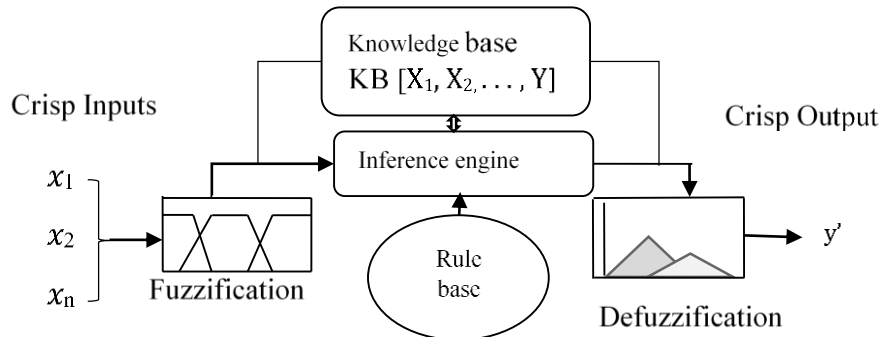 Knowledge base
KB [X₁, X₂, . . . , Y]
Crisp Inputs
Crisp Output
Inference engine
x₁
x₂
xₙ
Fuzzification
Rule
base
y’
Defuzzification